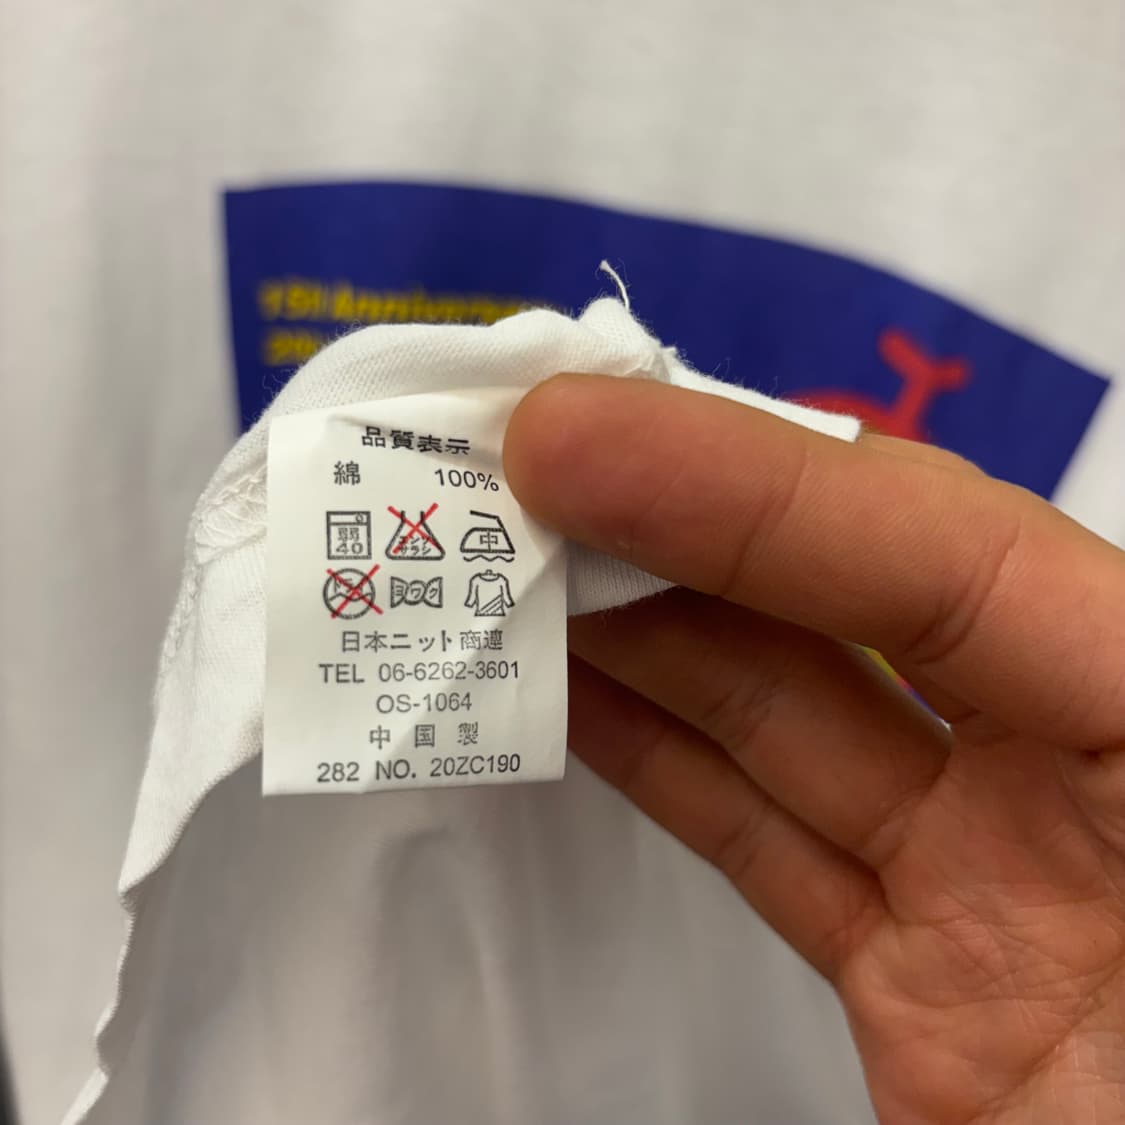 15th Anniversary
品質表示
綿 100%
弱 中
40 エンソ
サラシ
ドライ ヨワク
日本ニット商連
TEL 06-6262-3601
OS-1064
中国製
282 NO. 20ZC190